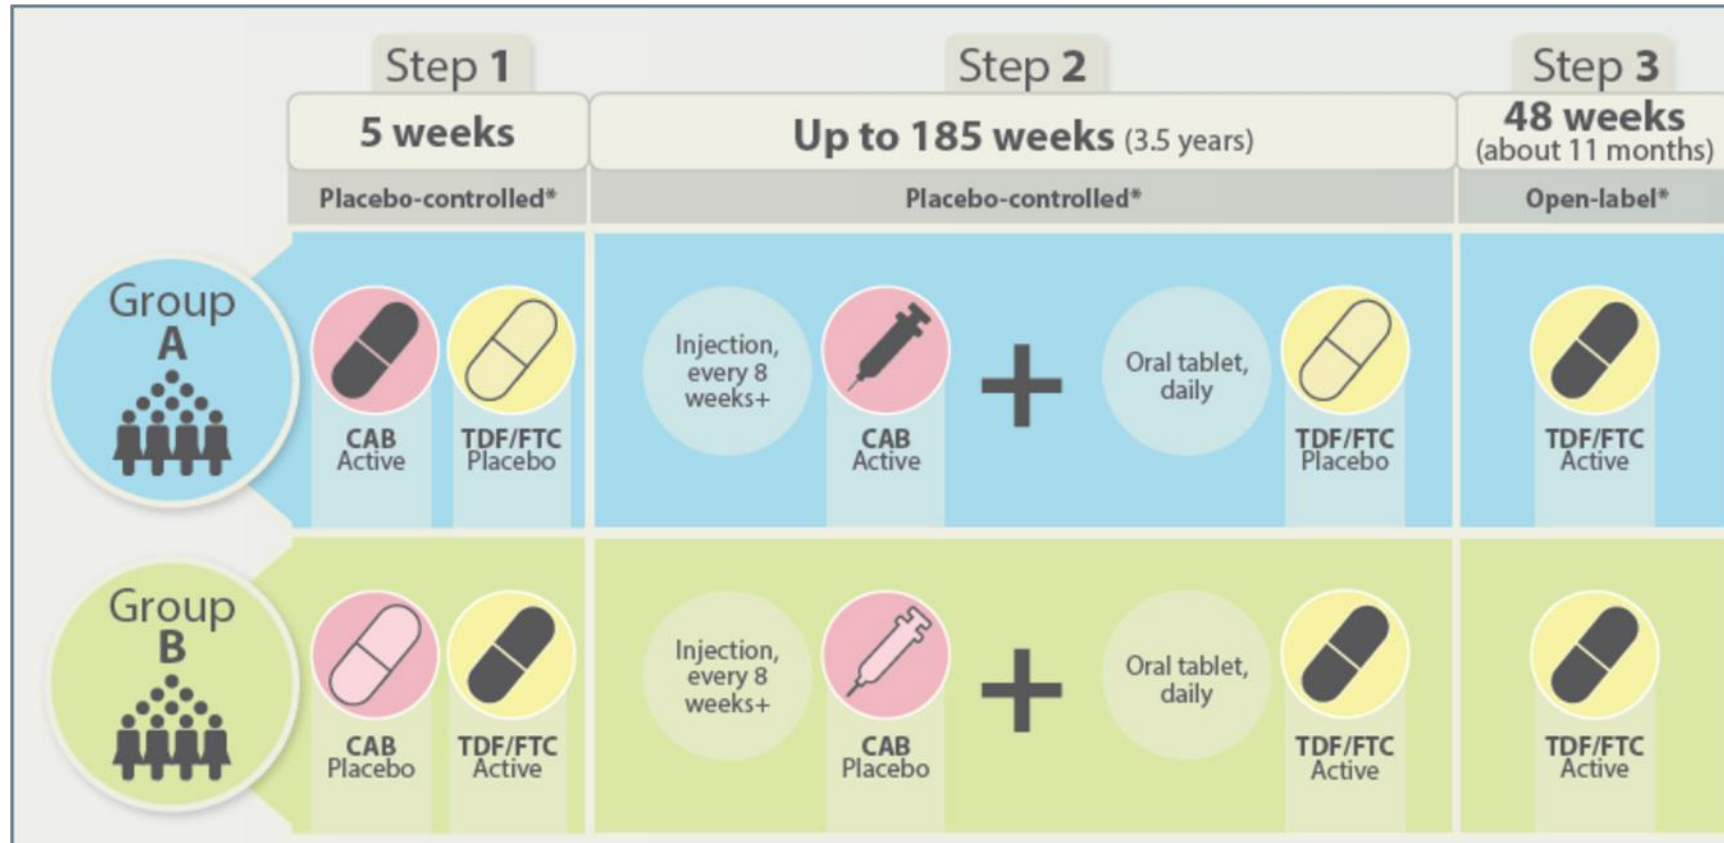 Step 1
Step 2
Step 3
5 weeks
Up to 185 weeks (3.5 years)
48 weeks
(about 11 months)
Placebo-controlled*
Placebo-controlled*
Open-label*
Group
A
CAB
Active
TDF/FTC
Placebo
Injection,
every 8
weeks+
CAB
Active
+
Oral tablet,
daily
TDF/FTC
Placebo
TDF/FTC
Active
Group
B
CAB
Placebo
TDF/FTC
Active
Injection,
every 8
weeks+
CAB
Placebo
+
Oral tablet,
daily
TDF/FTC
Active
TDF/FTC
Active